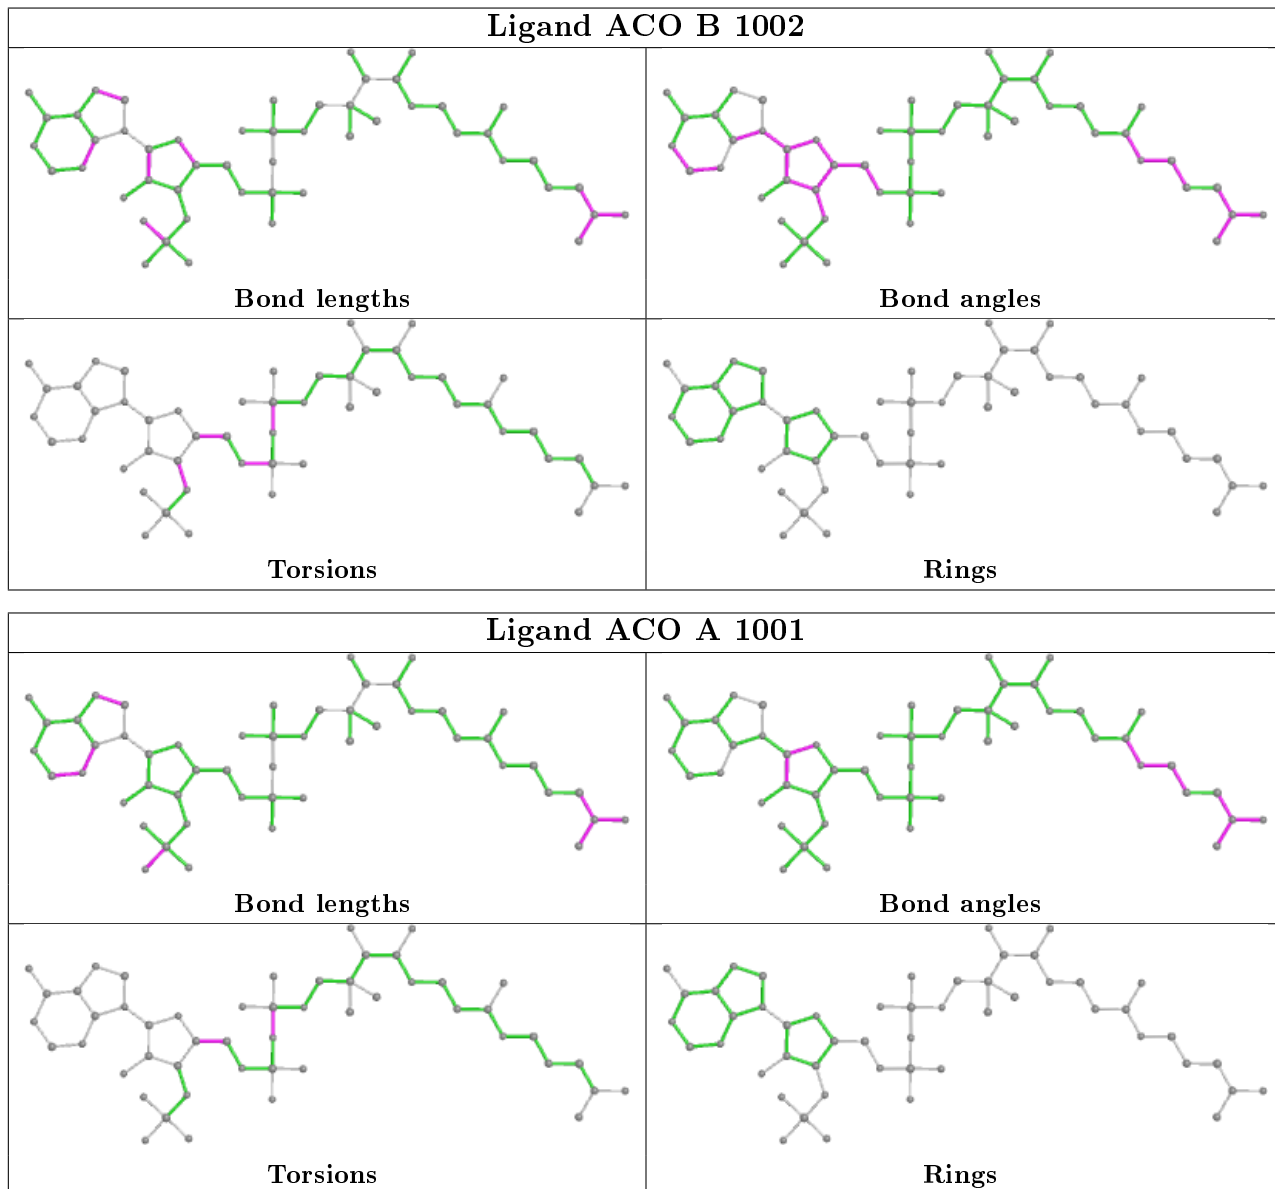 Ligand ACO B 1002
Bond lengths
Bond angles
Torsions
Rings
Ligand ACO A 1001
Bond lengths
Bond angles
Torsions
Rings